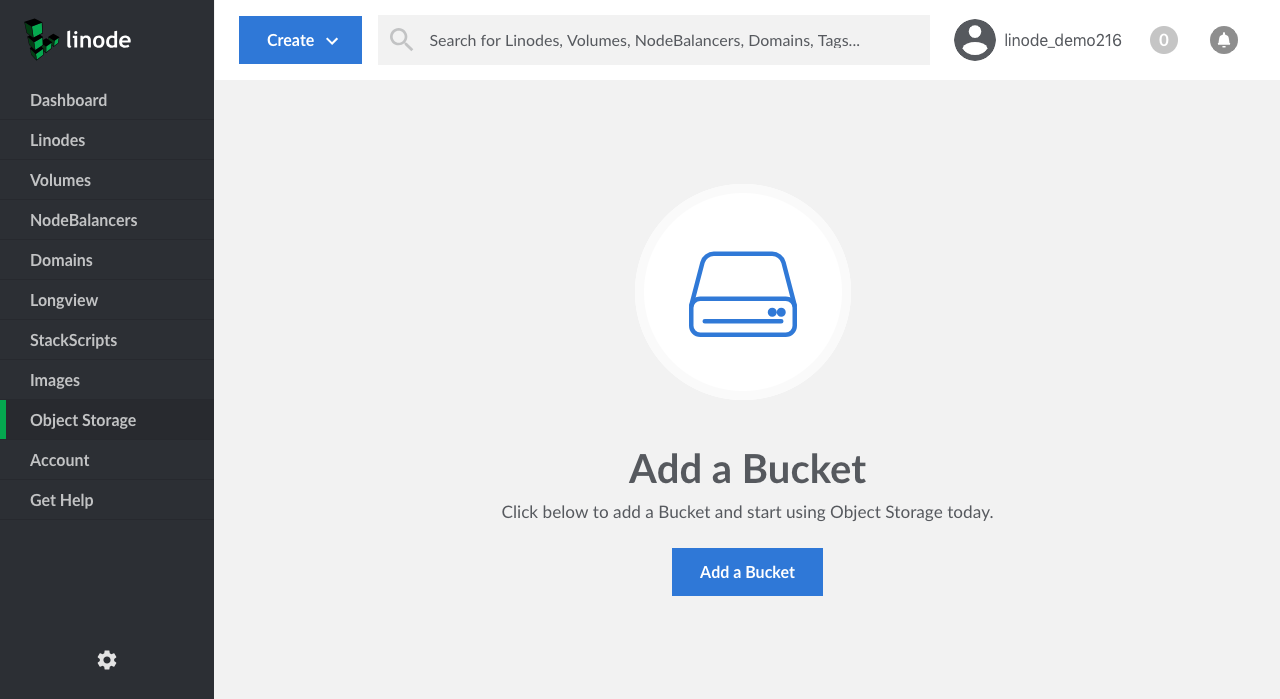 linode
Create
Search for Linodes, Volumes, NodeBalancers, Domains, Tags...
linode_demo216
0
Dashboard
Linodes
Volumes
NodeBalancers
Domains
Longview
StackScripts
Images
Object Storage
Account
Get Help
Add a Bucket
Click below to add a Bucket and start using Object Storage today.
Add a Bucket